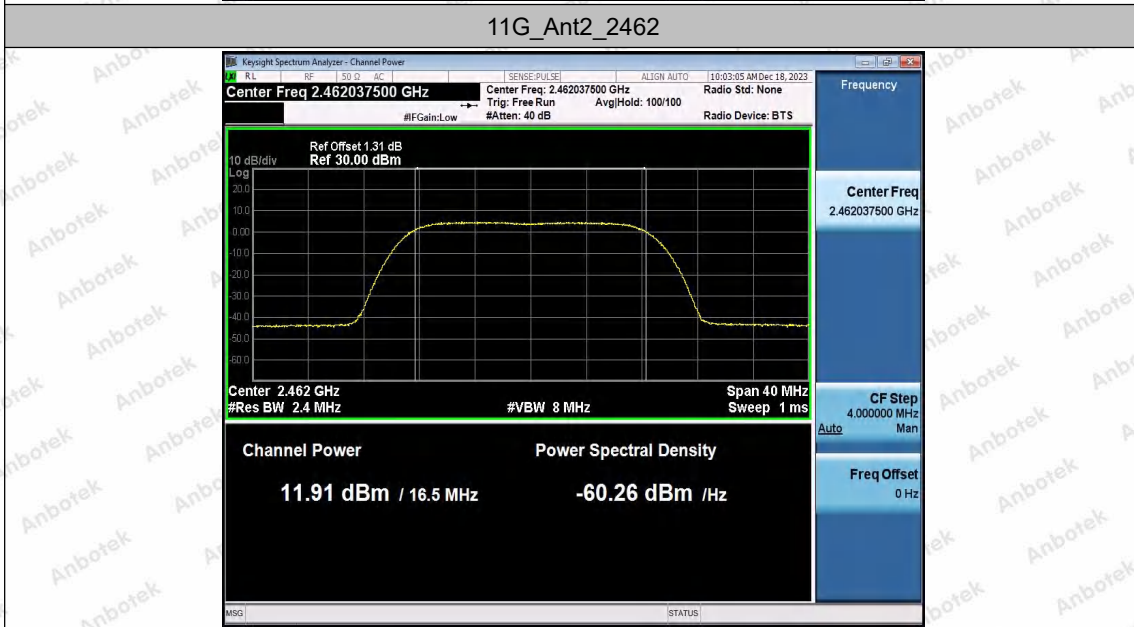 11G_Ant2_2462
Keysight Spectrum Analyzer - Channel Power
LXI RL RF 50 Ω AC SENSE:PULSE ALIGN AUTO 10:03:05 AM Dec 18, 2023
Center Freq 2.462037500 GHz
Center Freq: 2.462037500 GHz Radio Std: None
Trig: Free Run Avg|Hold: 100/100
#IFGain:Low #Atten: 40 dB Radio Device: BTS
Frequency
Ref Offset 1.31 dB
10 dB/div Ref 30.00 dBm
Log
20.0
10.0
0.00
-10.0
-20.0
-30.0
-40.0
-50.0
-60.0
Center 2.462 GHz Span 40 MHz
#Res BW 2.4 MHz #VBW 8 MHz Sweep 1 ms
Center Freq
2.462037500 GHz
CF Step
4.000000 MHz
Auto Man
Freq Offset
0 Hz
Channel Power Power Spectral Density
11.91 dBm / 16.5 MHz -60.26 dBm /Hz
MSG STATUS
Anbotek